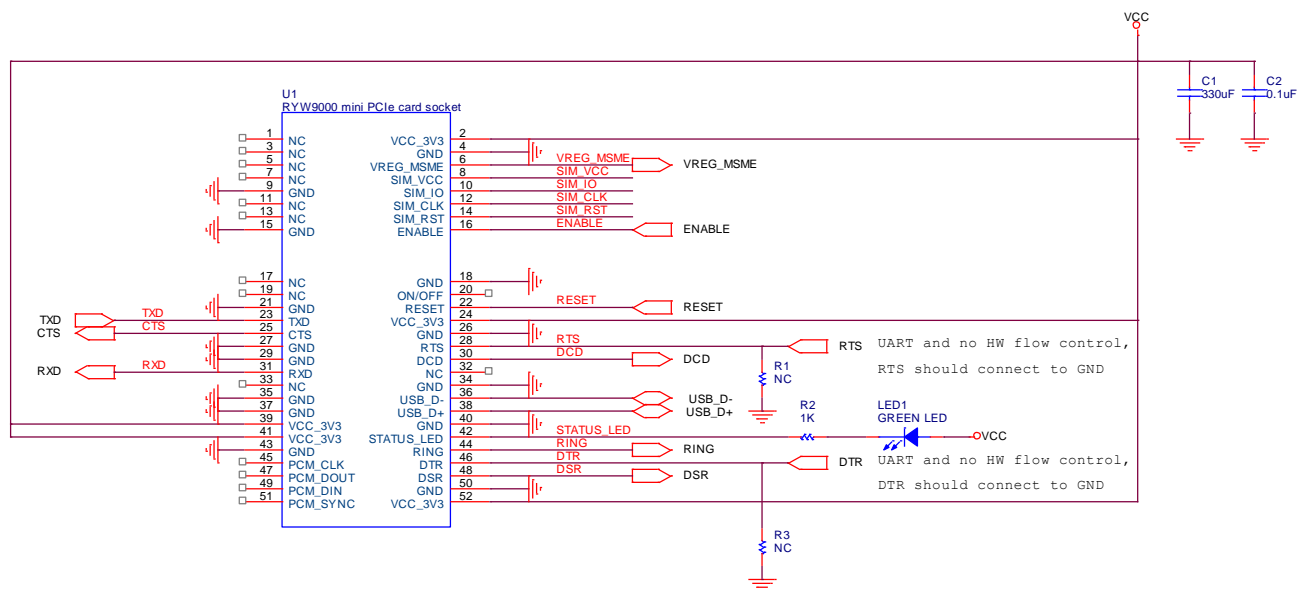 VCC
C1
330uF
C2
0.1uF
U1
RYW9000 mini PCIe card socket
1 NC VCC_3V3 2
3 NC GND 4
5 NC VREG_MSME 6 VREG_MSME VREG_MSME
7 NC SIM_VCC 8 SIM_VCC
9 GND SIM_IO 10 SIM_IO
11 NC SIM_CLK 12 SIM_CLK
13 NC SIM_RST 14 SIM_RST
15 GND ENABLE 16 ENABLE ENABLE
17 NC GND 18
19 NC ON/OFF 20
21 GND RESET 22 RESET RESET
TXD TXD 23 TXD VCC_3V3 24
CTS CTS 25 CTS GND 26
27 GND RTS 28 RTS RTS UART and no HW flow control,
29 GND DCD 30 DCD DCD RTS should connect to GND
RXD RXD 31 RXD NC 32
R1
NC
33 NC GND 34
35 GND USB_D- 36 USB_D-
37 GND USB_D+ 38 USB_D+
39 VCC_3V3 GND 40
41 VCC_3V3 STATUS_LED 42 STATUS_LED
R2
1K
LED1
GREEN LED
VCC
43 GND RING 44 RING RING
45 PCM_CLK DTR 46 DTR DTR UART and no HW flow control,
47 PCM_DOUT DSR 48 DSR DSR DTR should connect to GND
49 PCM_DIN GND 50
51 PCM_SYNC VCC_3V3 52
R3
NC